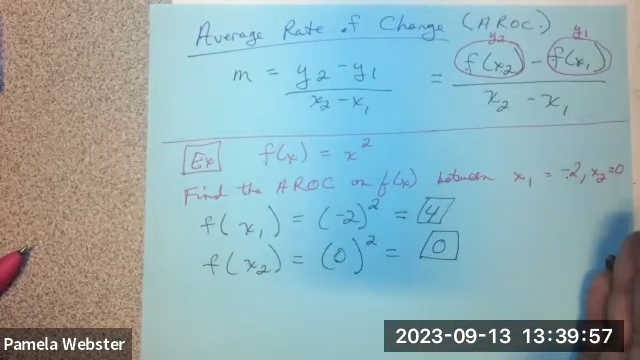 Average Rate of Change (AROC)
y2 y1
m = y2 - y1 / x2 - x1 = f(x2) - f(x1) / x2 - x1
Ex f(x) = x^2
Find the AROC on f(x) between x1 = -2, x2=0
f(x1) = (-2)^2 = 4
f(x2) = (0)^2 = 0
Pamela Webster
2023-09-13 13:39:57